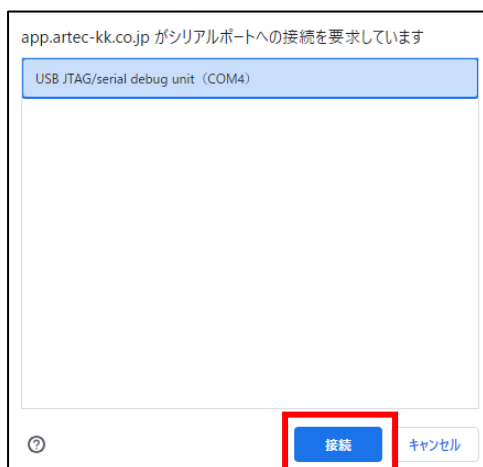 app.artec-kk.co.jp がシリアルポートへの接続を要求しています
USB JTAG/serial debug unit（COM4）
接続
キャンセル